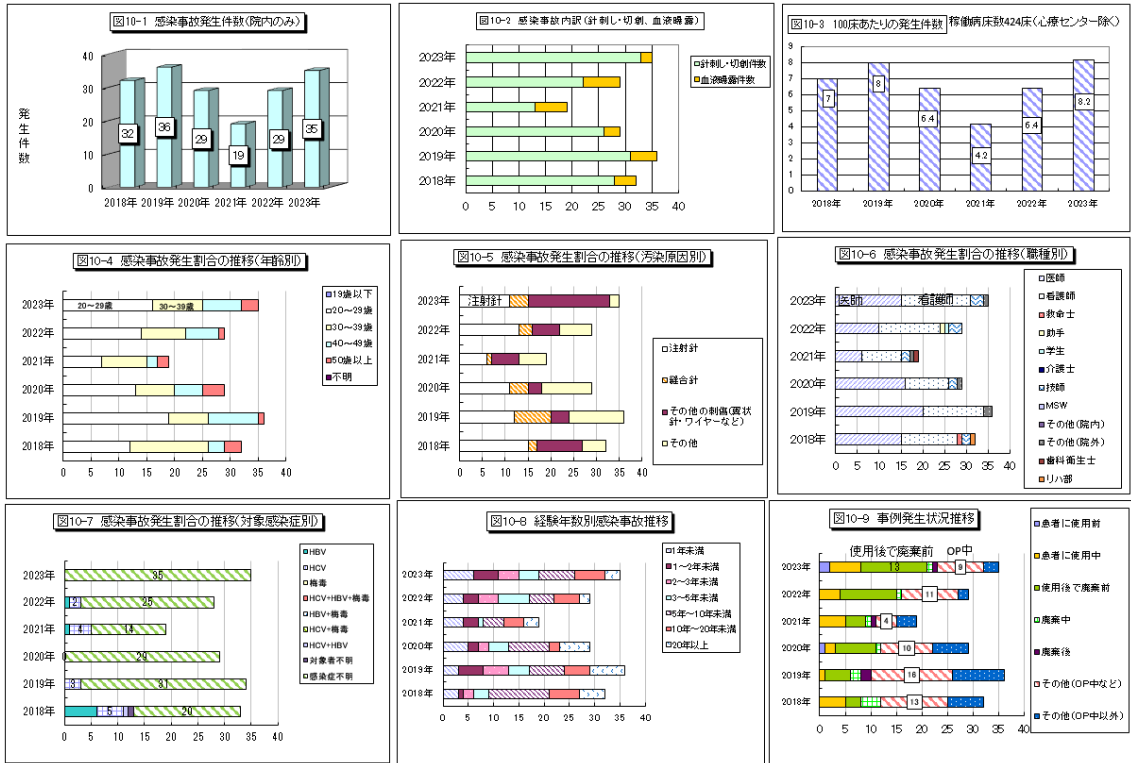 図10-1 感染事故発生件数(院内のみ)
発生件数
40
30
20
10
0
32
36
29
19
29
35
2018年 2019年 2020年 2021年 2022年 2023年
図10-2 感染事故内訳(針刺し・切創、血液曝露)
2023年
2022年
2021年
2020年
2019年
2018年
0 5 10 15 20 25 30 35 40
針刺し・切創件数
血液曝露件数
図10-3 100床あたりの発生件数 稼働病床数424床(心療センター除く)
9
8
7
6
5
4
3
2
1
0
7
8
6.4
4.2
6.4
8.2
2018年 2019年 2020年 2021年 2022年 2023年
図10-4 感染事故発生割合の推移(年齢別)
2023年
2022年
2021年
2020年
2019年
2018年
20～29歳 30～39歳
0 5 10 15 20 25 30 35 40
19歳以下
20～29歳
30～39歳
40～49歳
50歳以上
不明
図10-5 感染事故発生割合の推移(汚染原因別)
2023年
2022年
2021年
2020年
2019年
2018年
注射針
0 5 10 15 20 25 30 35 40
注射針
縫合針
その他の刺傷(翼状
針・ワイヤーなど)
その他
図10-6 感染事故発生割合の推移(職種別)
2023年
2022年
2021年
2020年
2019年
2018年
医師 看護師
0 5 10 15 20 25 30 35 40
医師
看護師
救命士
助手
学生
介護士
技師
MSW
その他(院内)
その他(院外)
歯科衛生士
リハ部
図10-7 感染事故発生割合の推移(対象感染症別)
2023年
2022年
2021年
2020年
2019年
2018年
35
2 25
4 14
0 29
3 31
5 20
0 5 10 15 20 25 30 35 40
HBV
HCV
梅毒
HCV+HBV+梅毒
HBV+梅毒
HCV+梅毒
HCV+HBV
対象者不明
感染症不明
図10-8 経験年数別感染事故推移
2023年
2022年
2021年
2020年
2019年
2018年
0 5 10 15 20 25 30 35 40
1年未満
1～2年未満
2～3年未満
3～5年未満
5年～10年未満
10年～20年未満
20年以上
図10-9 事例発生状況推移
使用後で廃棄前 OP中
2023年
2022年
2021年
2020年
2019年
2018年
13 9
11
4
10
16
13
0 5 10 15 20 25 30 35 40
患者に使用前
患者に使用中
使用後で廃棄前
廃棄中
廃棄後
その他(OP中など)
その他(OP中以外)